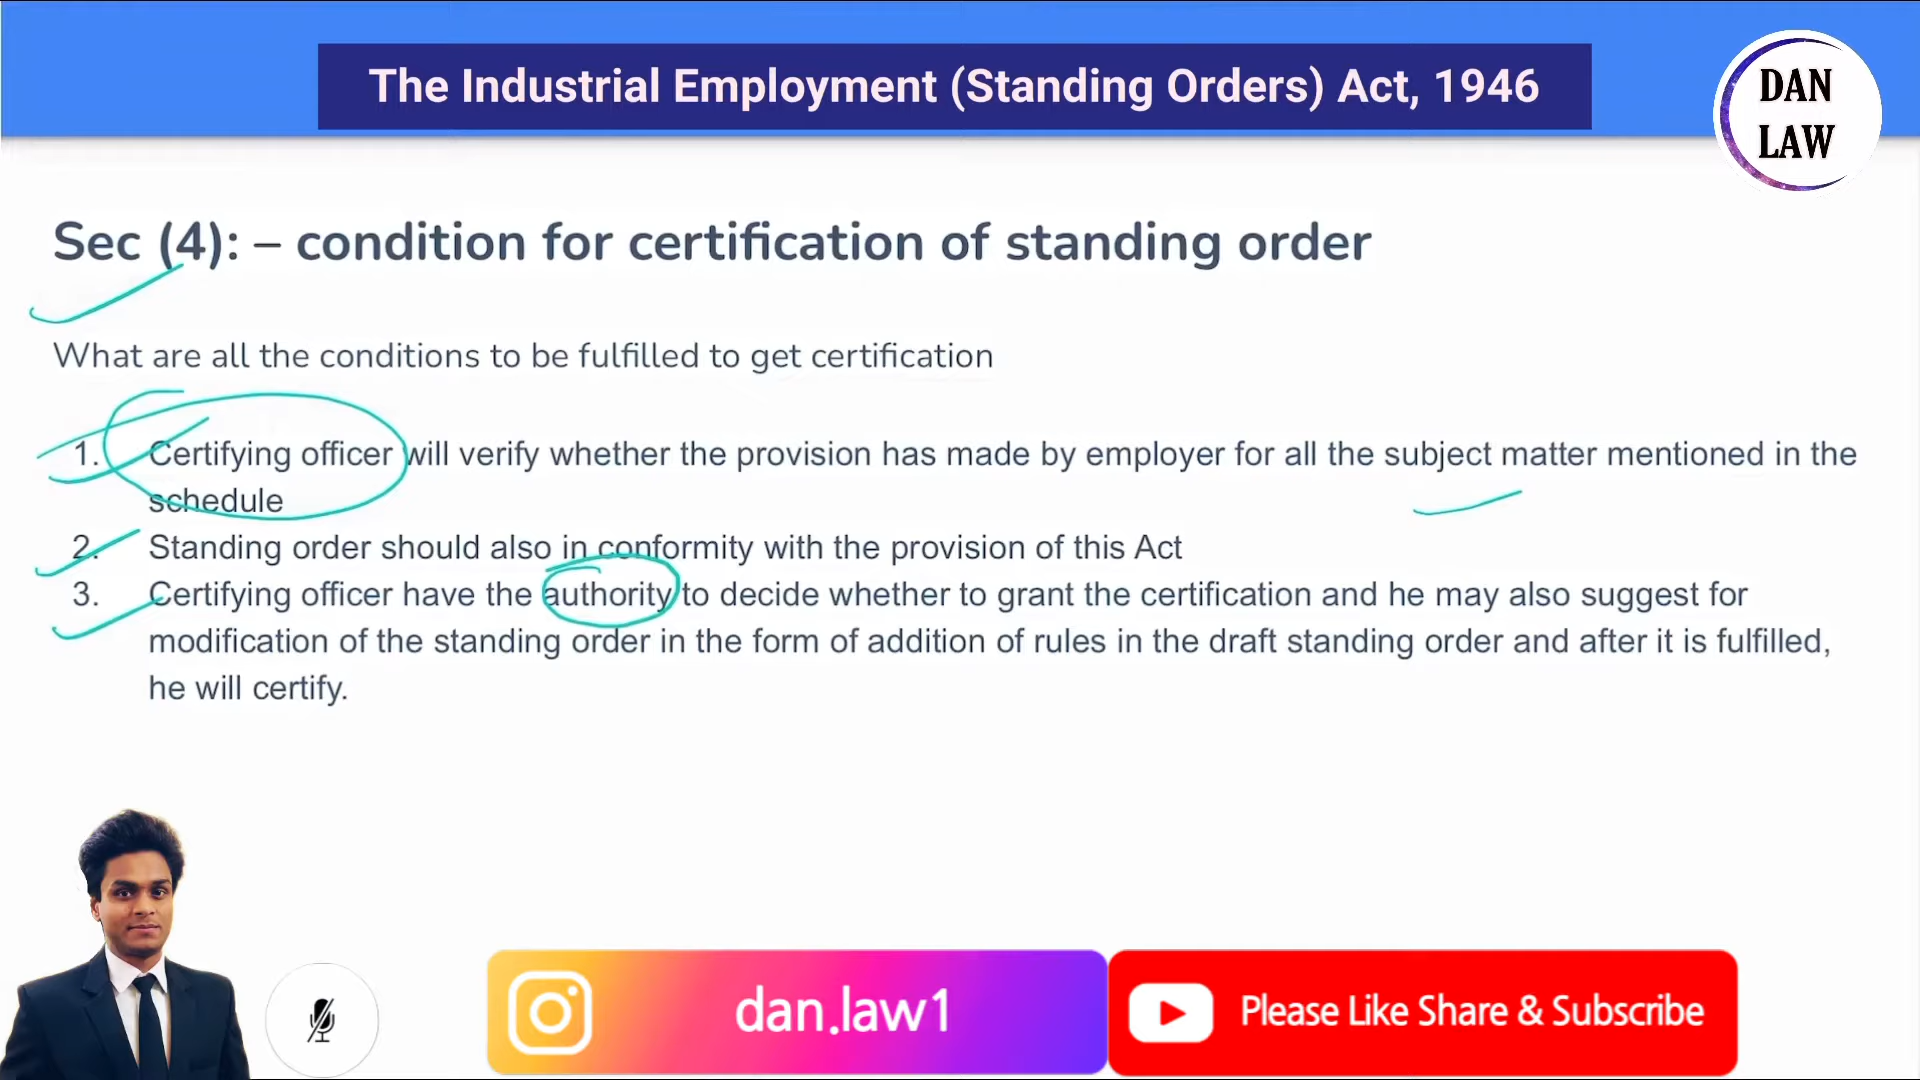 The Industrial Employment (Standing Orders) Act, 1946
DAN
LAW
Sec (4): – condition for certification of standing order
What are all the conditions to be fulfilled to get certification
1. Certifying officer will verify whether the provision has made by employer for all the subject matter mentioned in the
schedule
2. Standing order should also in conformity with the provision of this Act
3. Certifying officer have the authority to decide whether to grant the certification and he may also suggest for
modification of the standing order in the form of addition of rules in the draft standing order and after it is fulfilled,
he will certify.
dan.law1
Please Like Share & Subscribe